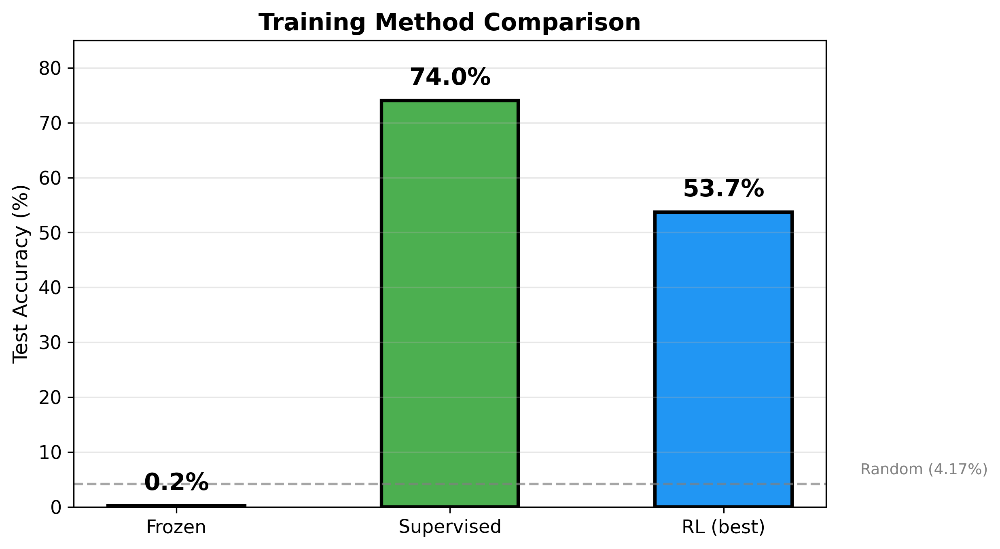 Training Method Comparison
Test Accuracy (%)
80
70
60
50
40
30
20
10
0
74.0%
53.7%
0.2%
Random (4.17%)
Frozen
Supervised
RL (best)